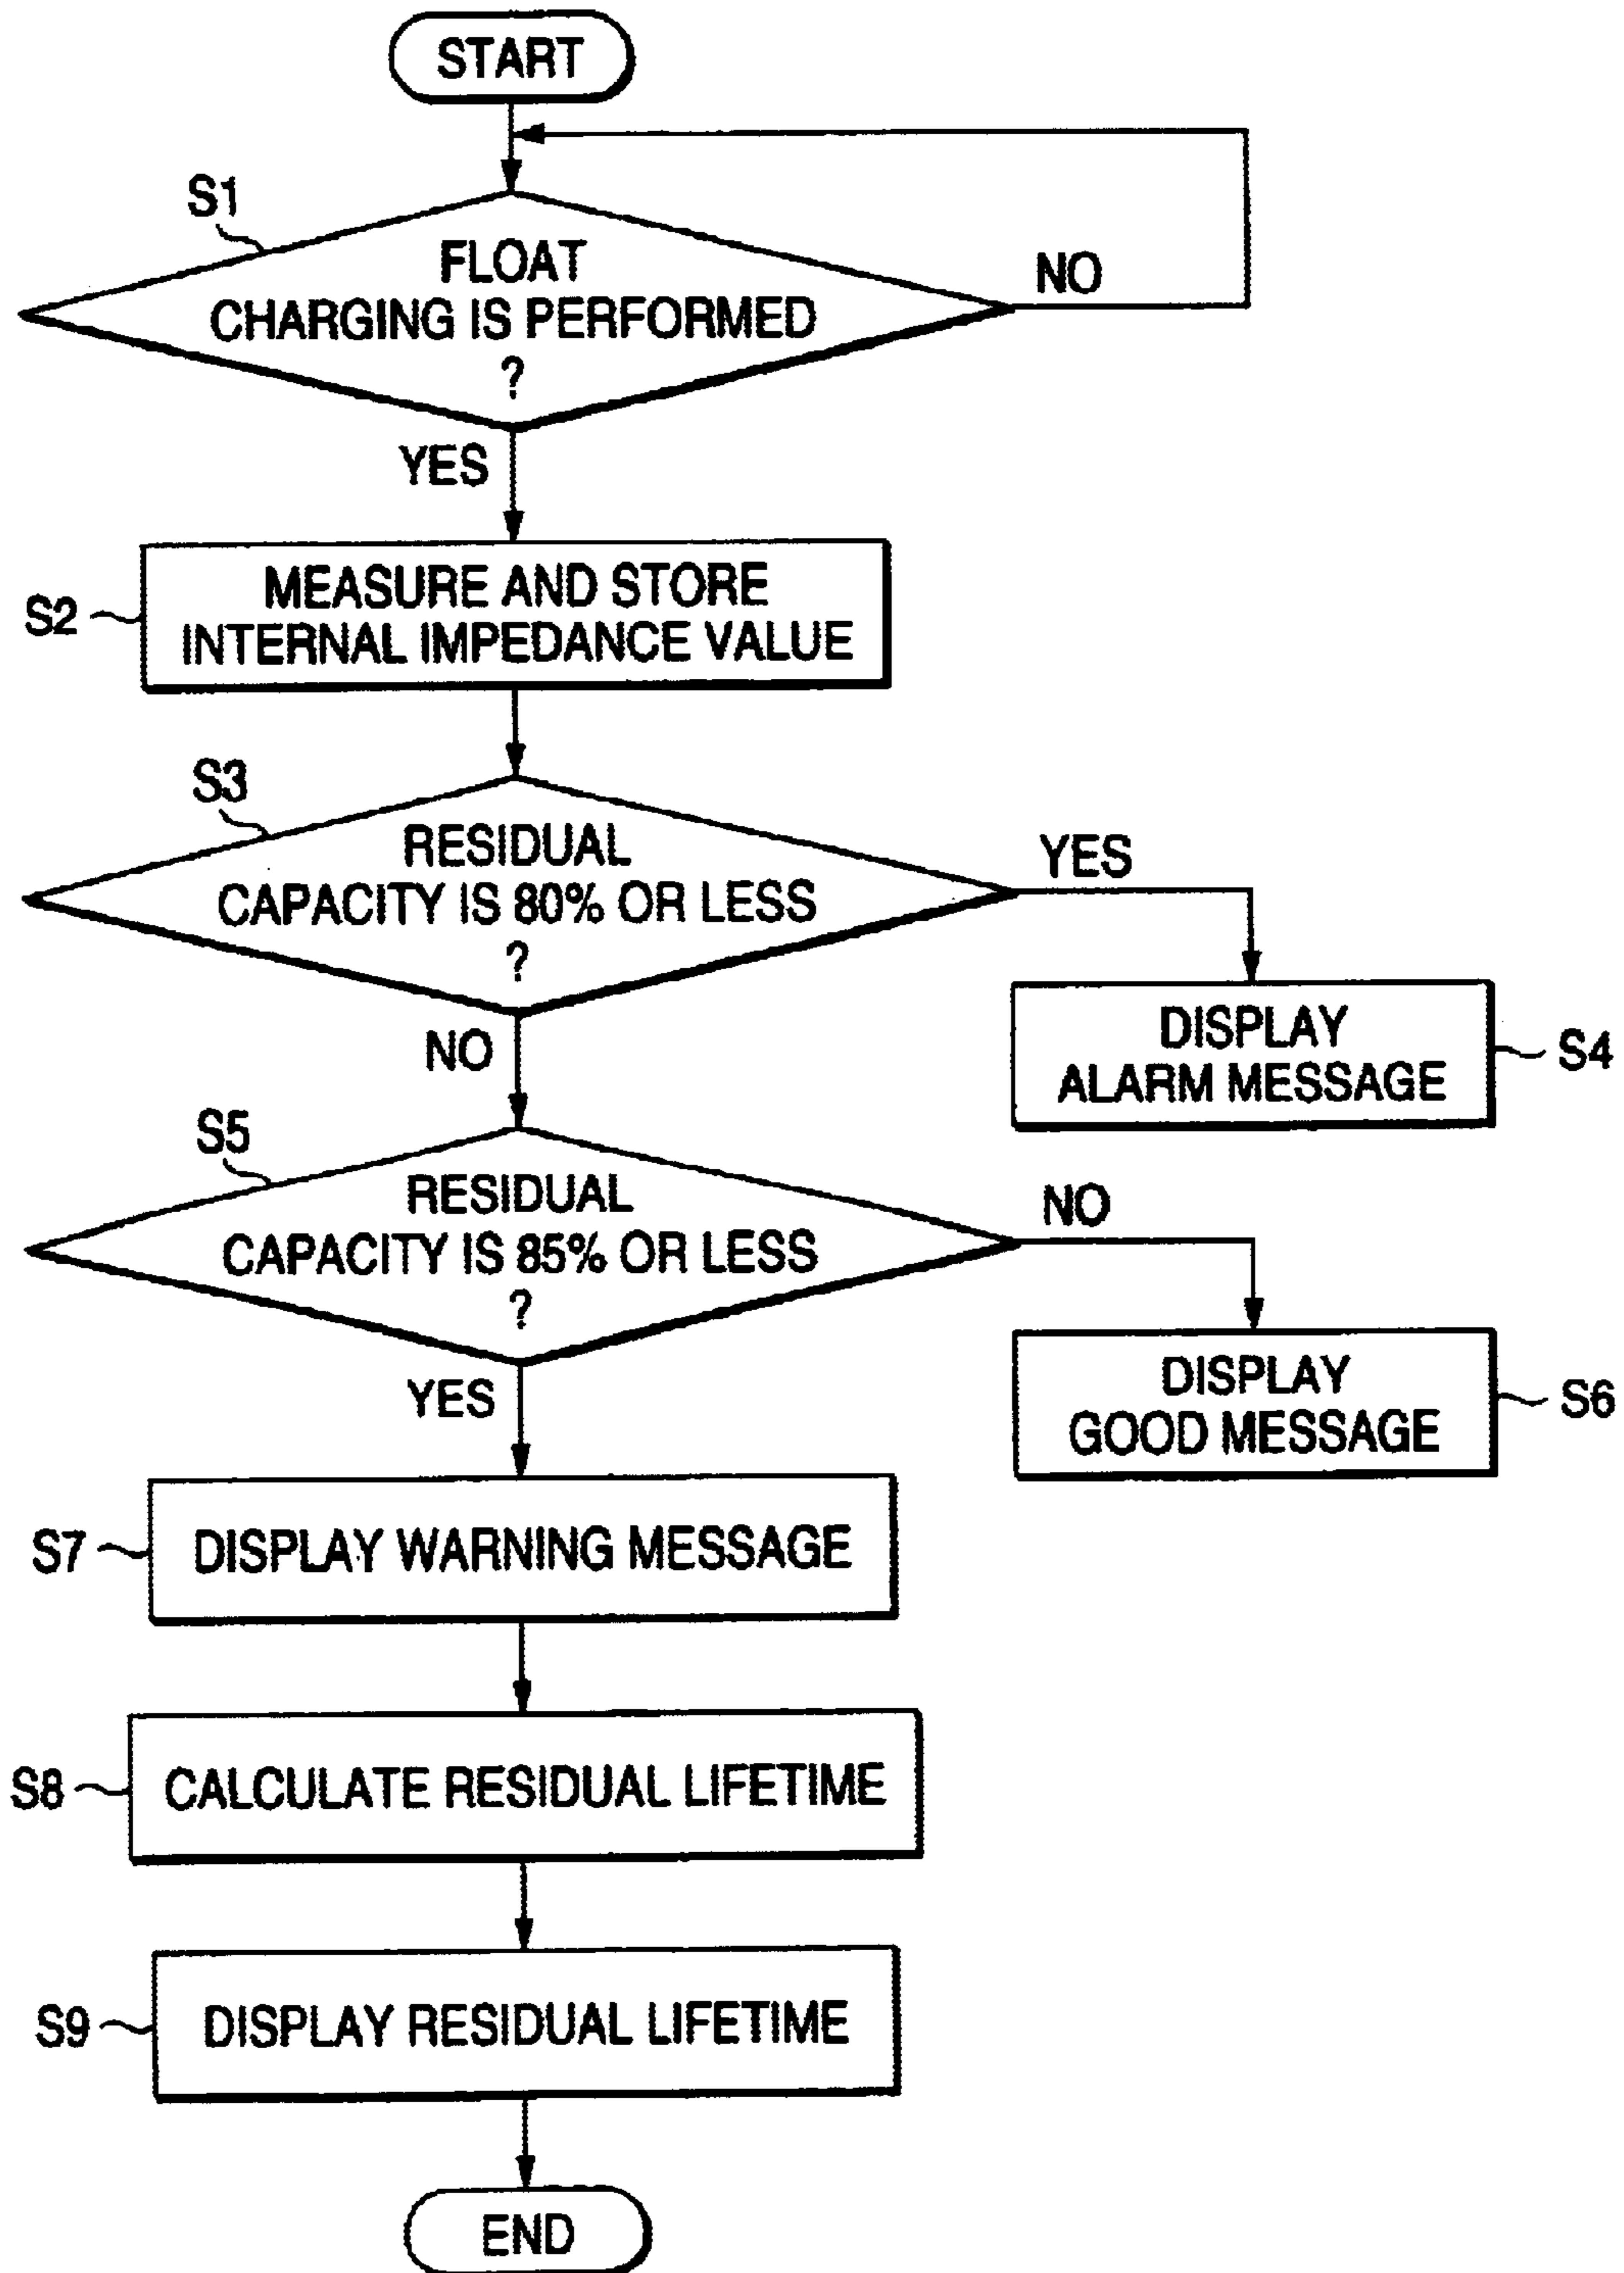 START
S1
FLOAT
CHARGING IS PERFORMED
?
NO
YES
S2
MEASURE AND STORE
INTERNAL IMPEDANCE VALUE
S3
RESIDUAL
CAPACITY IS 80% OR LESS
?
YES
NO
DISPLAY
ALARM MESSAGE
S4
S5
RESIDUAL
CAPACITY IS 85% OR LESS
?
NO
YES
DISPLAY
GOOD MESSAGE
S6
S7
DISPLAY WARNING MESSAGE
S8
CALCULATE RESIDUAL LIFETIME
S9
DISPLAY RESIDUAL LIFETIME
END